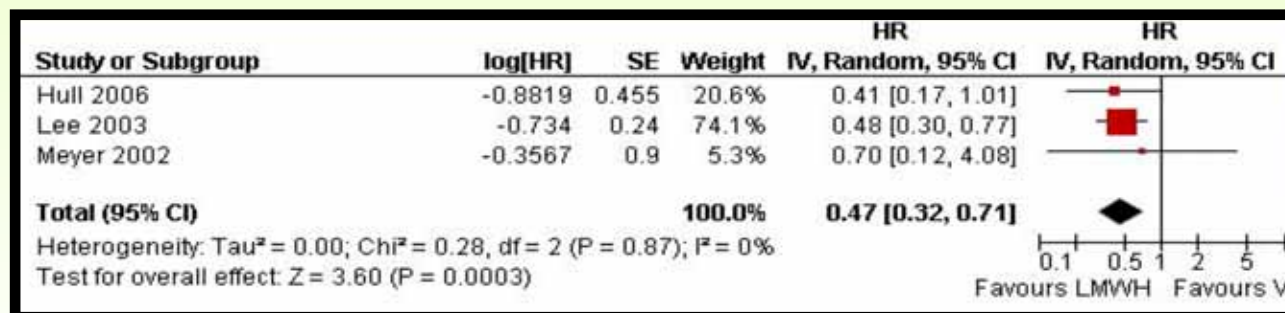 HR HR
Study or Subgroup log[HR] SE Weight IV, Random, 95% CI IV, Random, 95% CI
Hull 2006 -0.8819 0.455 20.6% 0.41 [0.17, 1.01]
Lee 2003 -0.734 0.24 74.1% 0.48 [0.30, 0.77]
Meyer 2002 -0.3567 0.9 5.3% 0.70 [0.12, 4.08]
Total (95% CI) 100.0% 0.47 [0.32, 0.71]
Heterogeneity: Tau² = 0.00; Chi² = 0.28, df = 2 (P = 0.87); I² = 0%
Test for overall effect: Z = 3.60 (P = 0.0003)
0.1 0.5 1 2 5
Favours LMWH Favours V